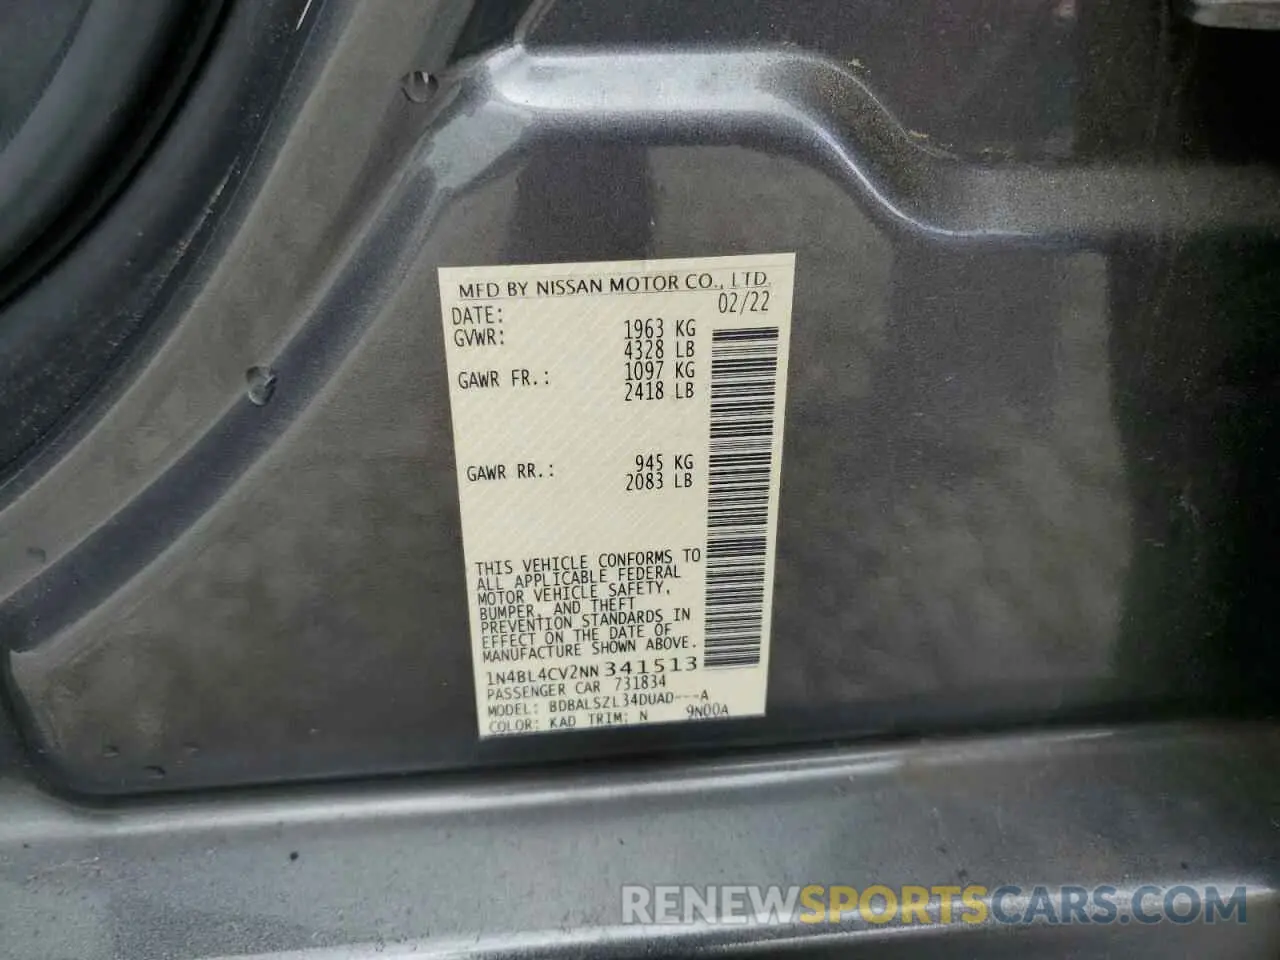 MFD BY NISSAN MOTOR CO., LTD.
DATE: 02/22
GVWR: 1963 KG
4328 LB
GAWR FR.: 1097 KG
2418 LB
GAWR RR.: 945 KG
2083 LB
THIS VEHICLE CONFORMS TO
ALL APPLICABLE FEDERAL
MOTOR VEHICLE SAFETY,
BUMPER, AND THEFT
PREVENTION STANDARDS IN
EFFECT ON THE DATE OF
MANUFACTURE SHOWN ABOVE.
1N4BL4CV2NN341513
PASSENGER CAR 731834
MODEL: BDBALSZL34DUAD---A
COLOR: KAD TRIM: N 9N00A
RENEWSPORTSCARS.COM